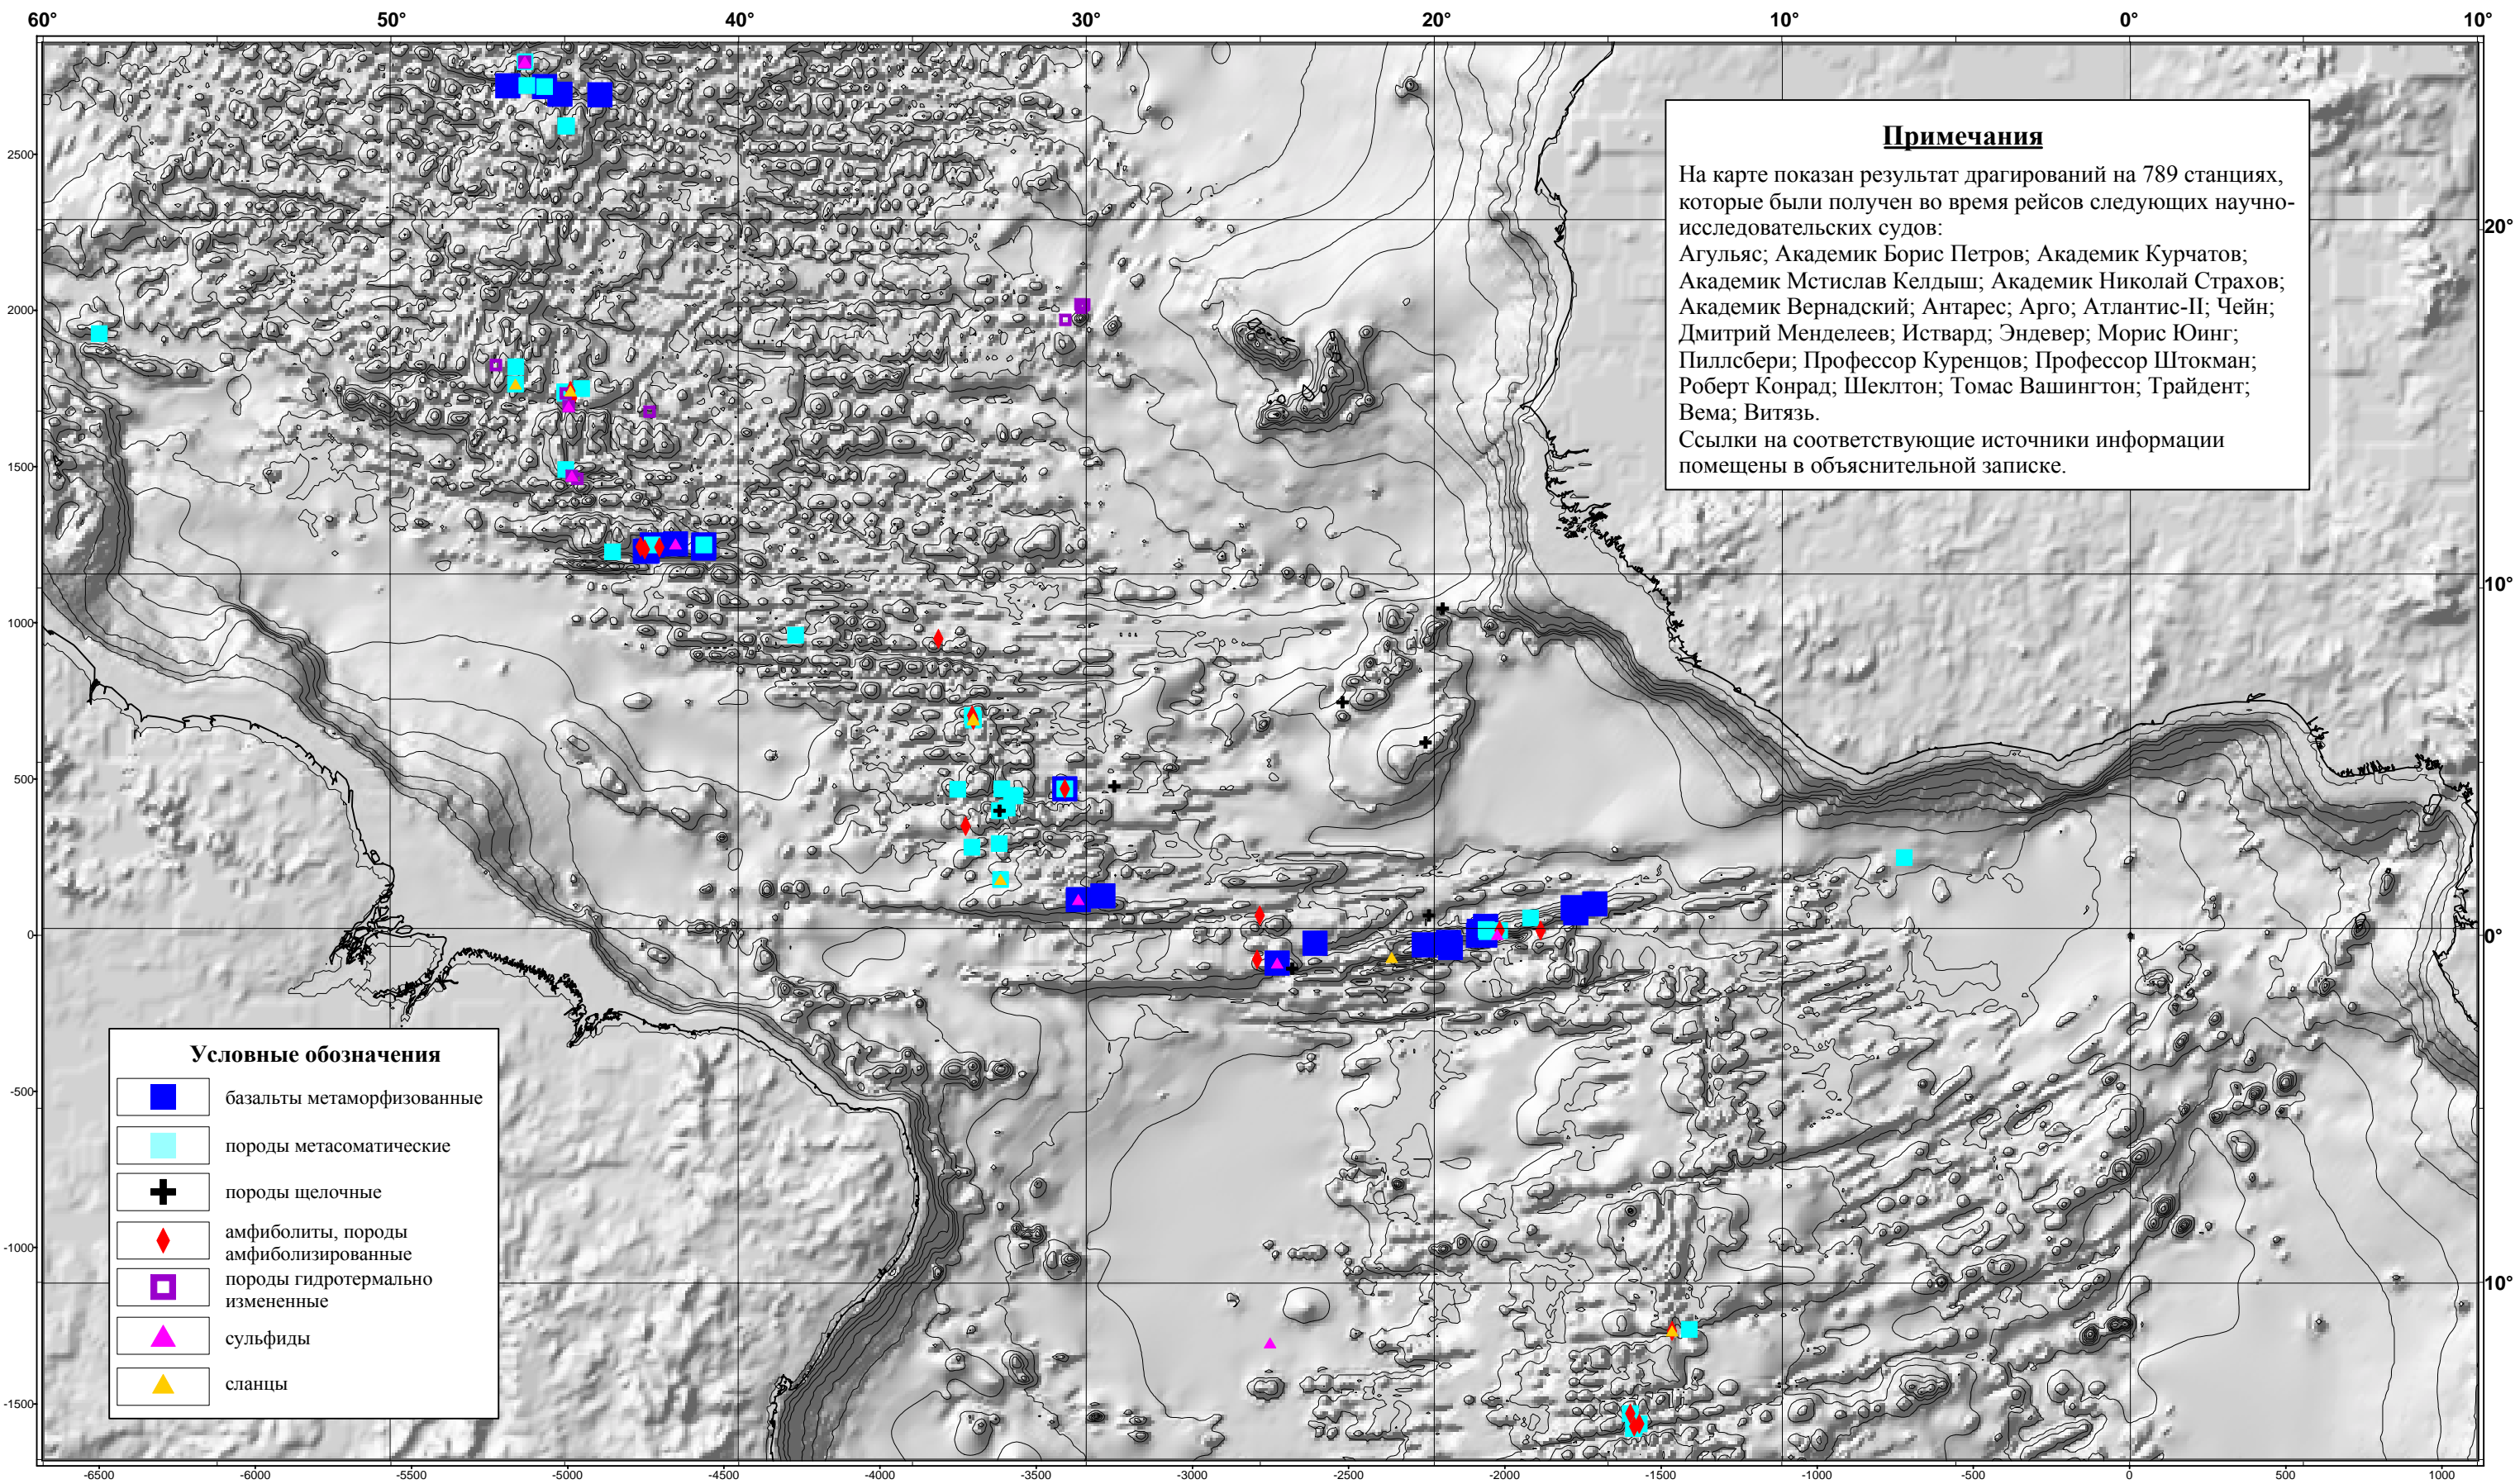 60° 50° 40° 30° 20° 10° 0° 10°
Примечания
На карте показан результат драгирований на 789 станциях,
которые были получен во время рейсов следующих научно-
исследовательских судов:
Агульяс; Академик Борис Петров; Академик Курчатов;
Академик Мстислав Келдыш; Академик Николай Страхов;
Академик Вернадский; Антарес; Арго; Атлантис-II; Чейн;
Дмитрий Менделеев; Иствард; Эндевер; Морис Юинг;
Пиллсбери; Профессор Куренцов; Профессор Штокман;
Роберт Конрад; Шеклтон; Томас Вашингтон; Трайдент;
Вема; Витязь.
Ссылки на соответствующие источники информации
помещены в объяснительной записке.
2500
20°
2000
1500
10°
1000
500
0
0°
-500
-1000
10°
-1500
Условные обозначения
базальты метаморфизованные
породы метасоматические
породы щелочные
амфиболиты, породы
амфиболизированные
породы гидротермально
измененные
сульфиды
сланцы
-6500 -6000 -5500 -5000 -4500 -4000 -3500 -3000 -2500 -2000 -1500 -1000 -500 0 500 1000